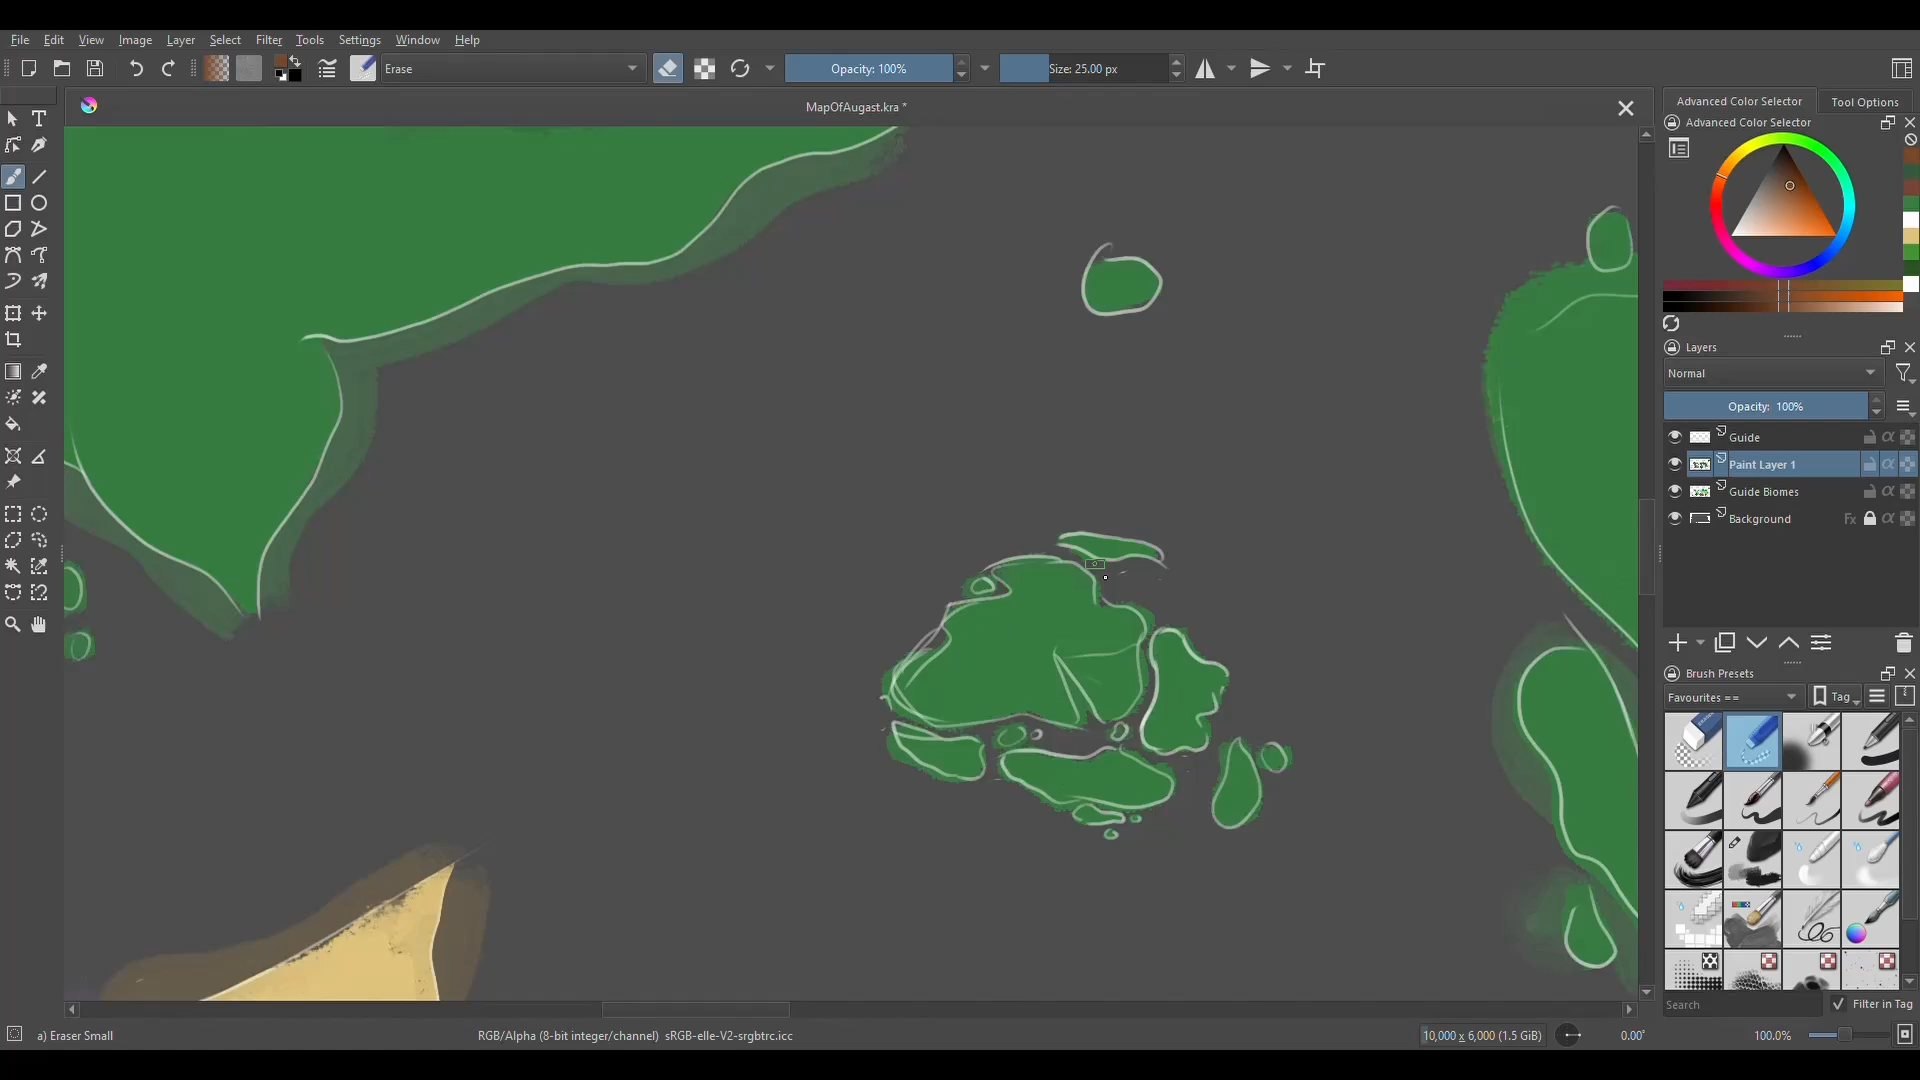 File Edit View Image Layer Select Filter Tools Settings Window Help
Erase
Opacity: 100%
Size: 25.00 px
MapOfAugast.kra *
Advanced Color Selector
Tool Options
Advanced Color Selector
Layers
Normal
Opacity: 100%
Guide
Paint Layer 1
Guide Biomes
Background
Fx
Brush Presets
Favourites ==
Tag
Search
Filter in Tag
a) Eraser Small
RGB/Alpha (8-bit integer/channel) sRGB-elle-V2-srgbtrc.icc
10,000 x 6,000 (1.5 GiB)
0.00°
100.0%